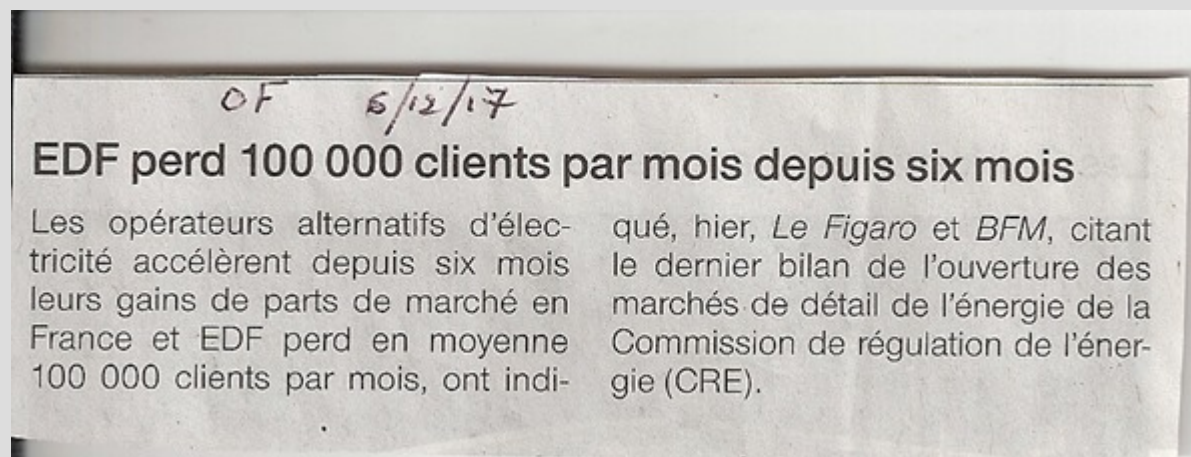 OF 6/12/17
EDF perd 100 000 clients par mois depuis six mois
Les opérateurs alternatifs d'élec-
tricité accélèrent depuis six mois
leurs gains de parts de marché en
France et EDF perd en moyenne
100 000 clients par mois, ont indi-
qué, hier, Le Figaro et BFM, citant
le dernier bilan de l'ouverture des
marchés de détail de l'énergie de la
Commission de régulation de l'éner-
gie (CRE).